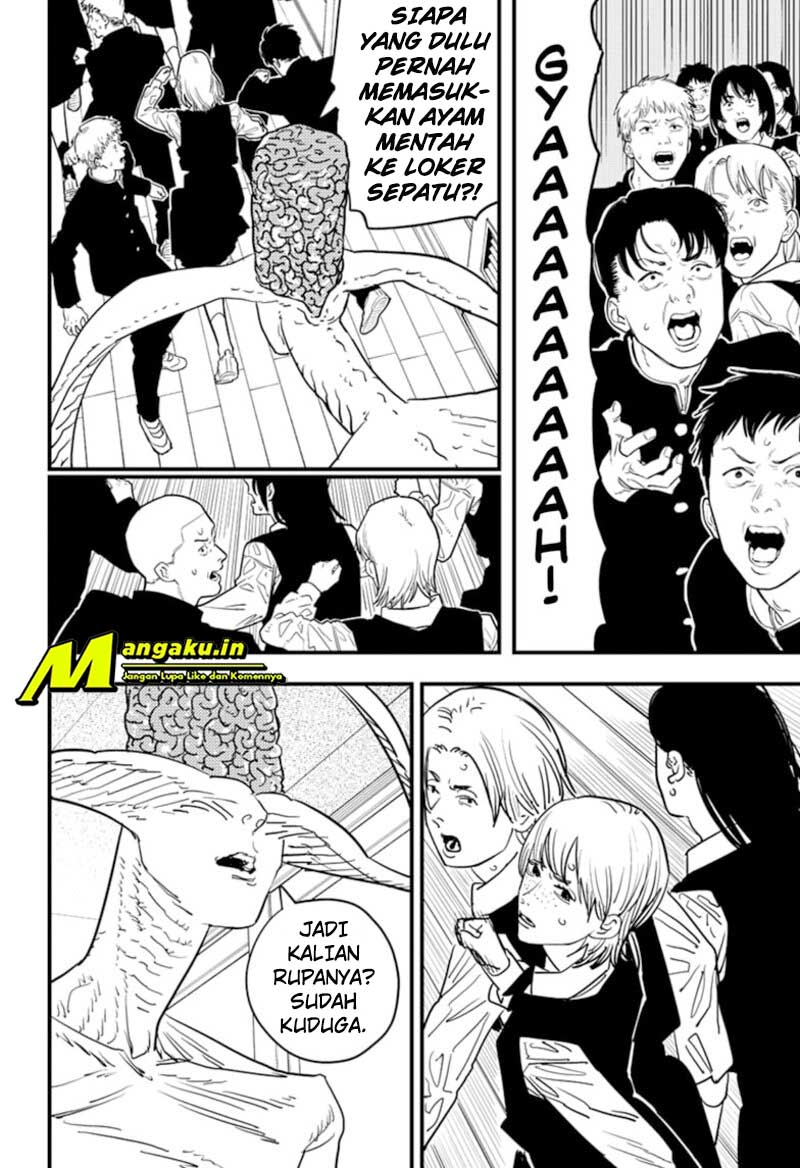 GYAAAAAAAAAAH!
SIAPA
YANG DULU
PERNAH
MEMASUK-
KAN AYAM
MENTAH
KE LOKER
SEPATU?!
Mangaku.in
Jangan Lupa Like dan Komennya
JADI
KALIAN
RUPANYA?
SUDAH
KUDUGA.